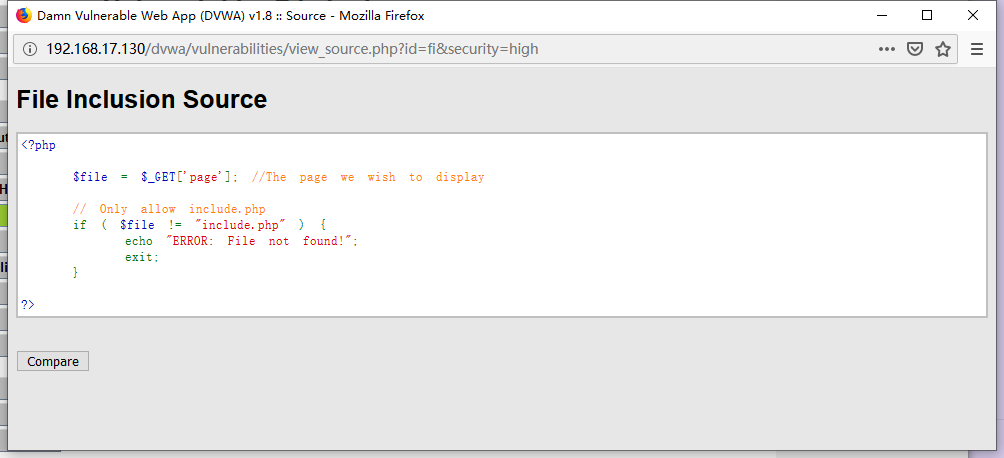 Damn Vulnerable Web App (DVWA) v1.8 :: Source - Mozilla Firefox
192.168.17.130/dvwa/vulnerabilities/view_source.php?id=fi&security=high
File Inclusion Source
<?php
$file = $_GET['page']; //The page we wish to display
// Only allow include.php
if ( $file != "include.php" ) {
echo "ERROR: File not found!";
exit;
}
?>
Compare